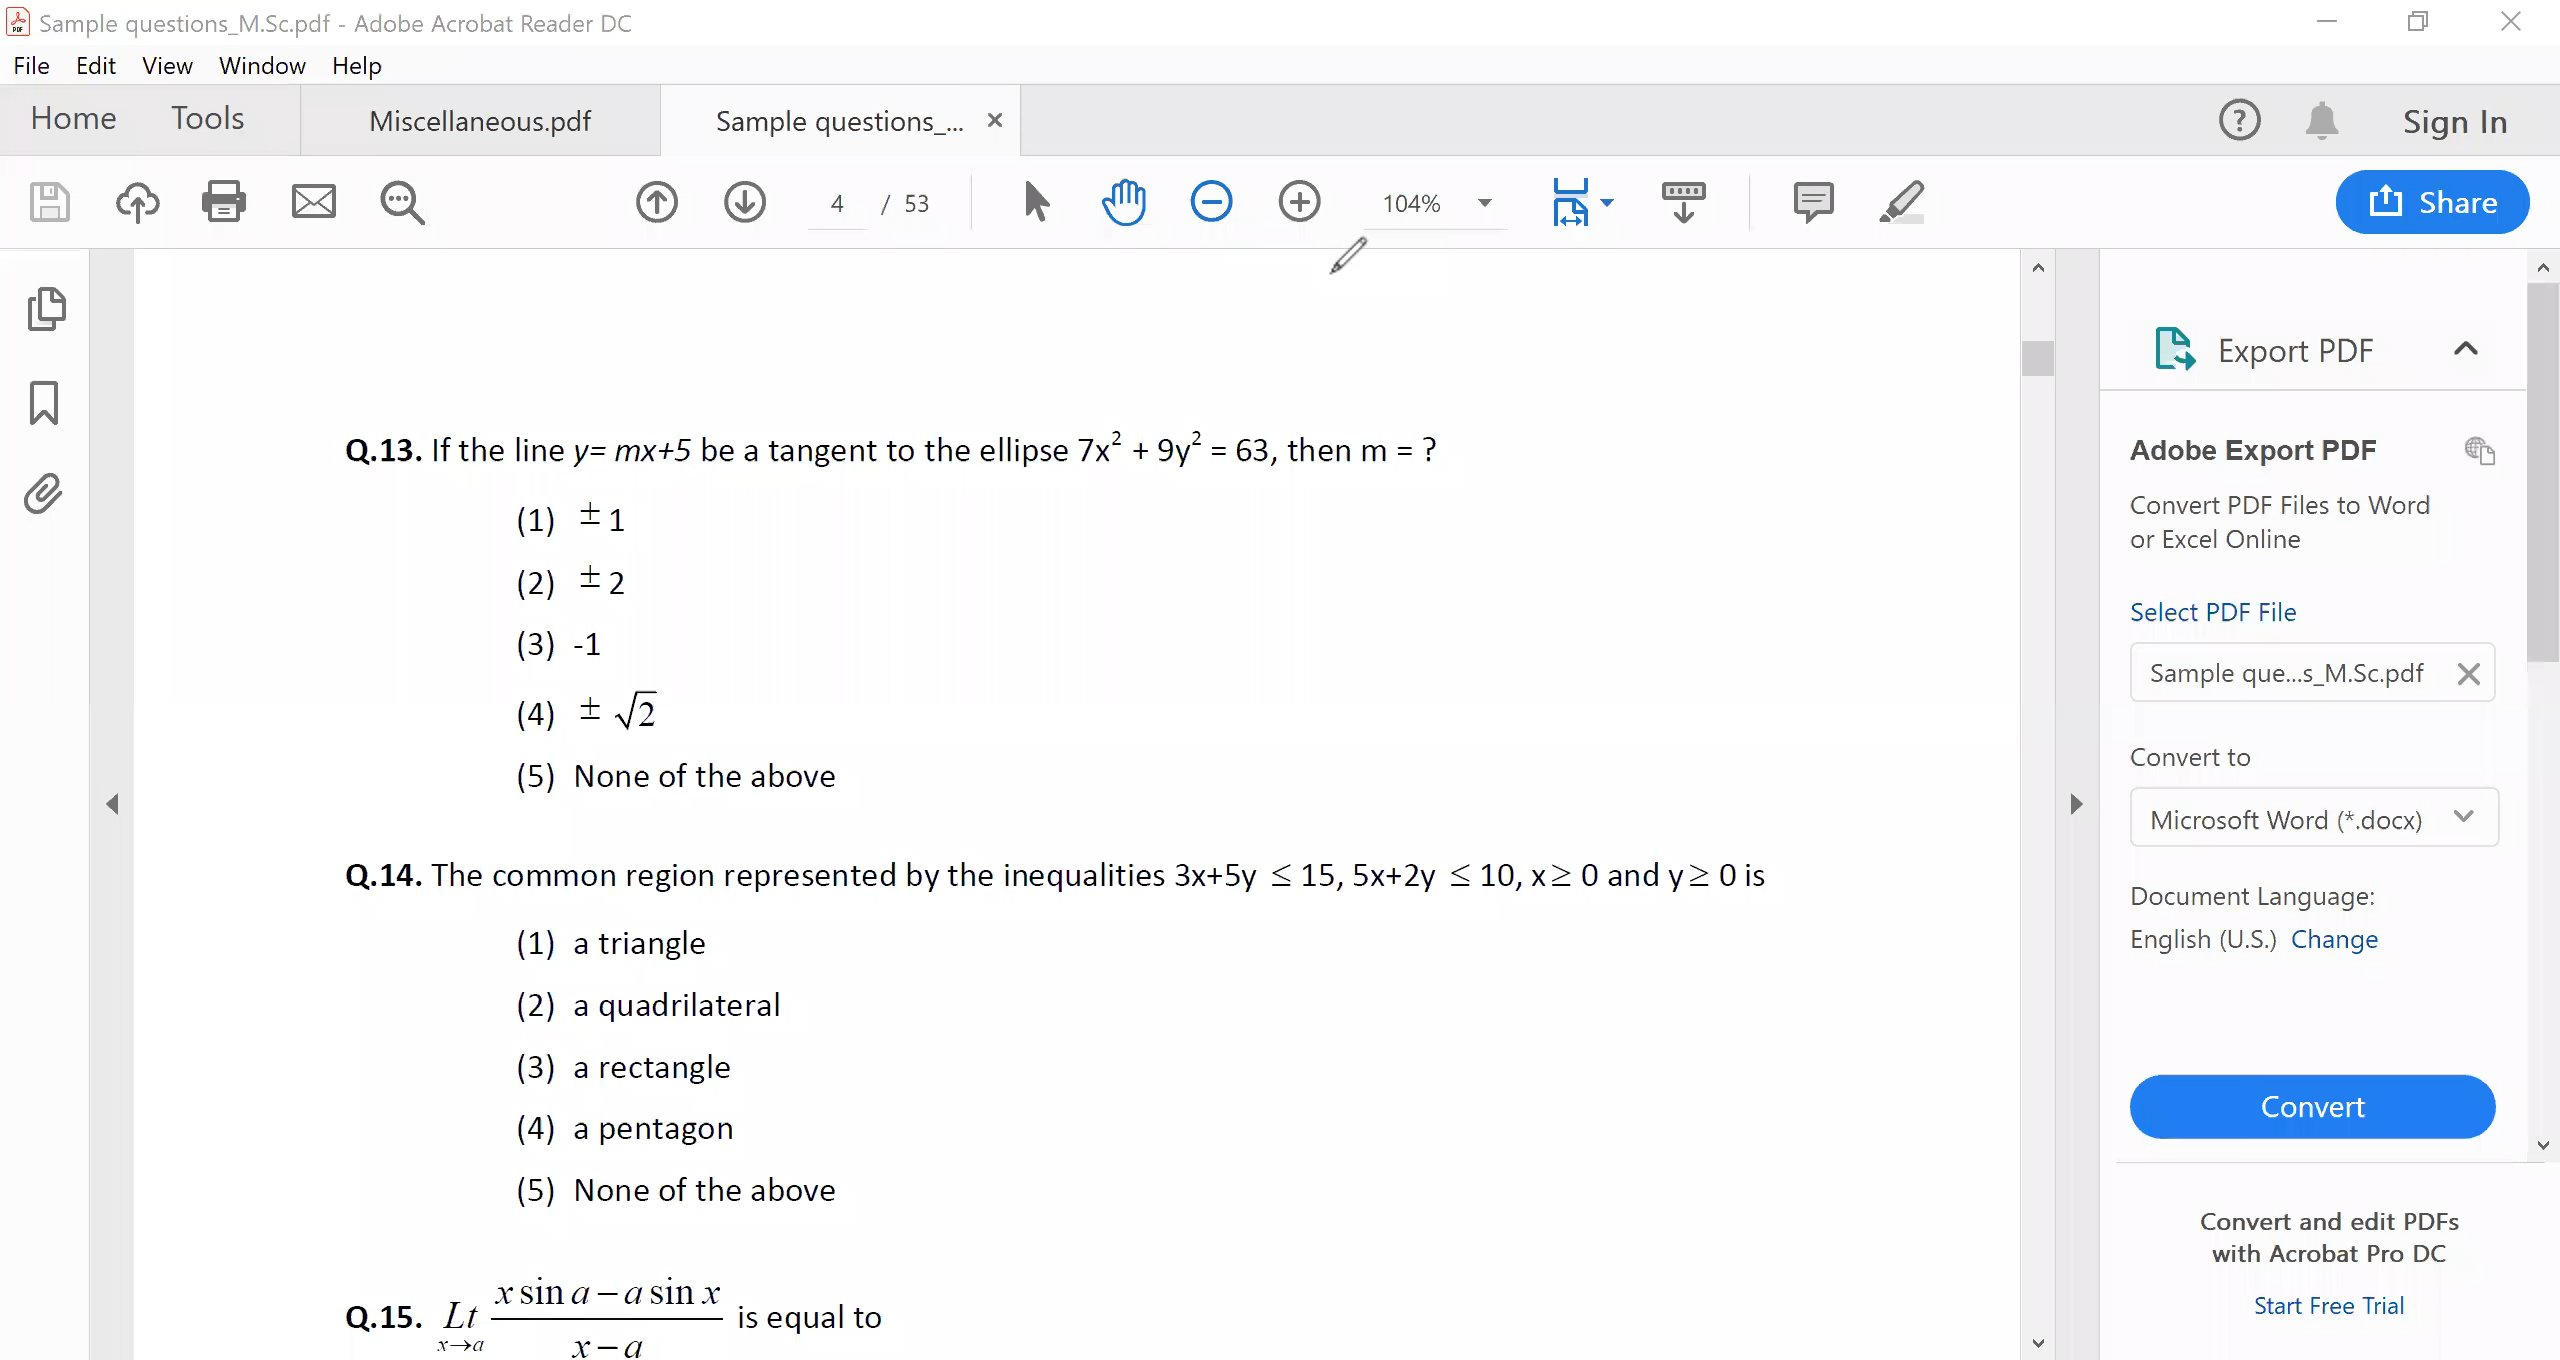 Sample questions_M.Sc.pdf - Adobe Acrobat Reader DC
File Edit View Window Help
Home Tools Miscellaneous.pdf Sample questions_... × Sign In
4 / 53 104% Share
Export PDF
Adobe Export PDF
Convert PDF Files to Word
or Excel Online
Select PDF File
Sample que...s_M.Sc.pdf
Convert to
Microsoft Word (*.docx)
Document Language:
English (U.S.) Change
Convert
Convert and edit PDFs
with Acrobat Pro DC
Start Free Trial
Q.13. If the line y= mx+5 be a tangent to the ellipse 7x² + 9y² = 63, then m = ?
(1) ± 1
(2) ± 2
(3) -1
(4) ± √2
(5) None of the above
Q.14. The common region represented by the inequalities 3x+5y ≤ 15, 5x+2y ≤ 10, x≥ 0 and y≥ 0 is
(1) a triangle
(2) a quadrilateral
(3) a rectangle
(4) a pentagon
(5) None of the above
Q.15. Lt x→a (x sin a − a sin x)/(x − a) is equal to